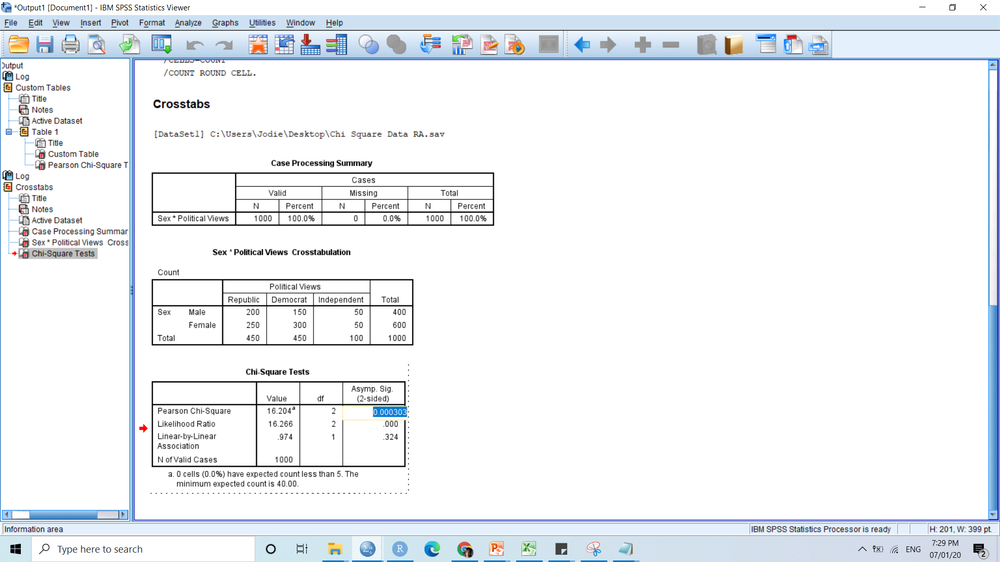 *Output1 [Document1] - IBM SPSS Statistics Viewer
File Edit View Insert Pivot Format Analyze Graphs Utilities Window Help
Output
Log
Custom Tables
Title
Notes
Active Dataset
Table 1
Title
Custom Table
Pearson Chi-Square T
Log
Crosstabs
Title
Notes
Active Dataset
Case Processing Summar
Sex * Political Views Cross
Chi-Square Tests
/CELLS=COUNT
/COUNT ROUND CELL.
Crosstabs
[DataSet1] C:\Users\Jodie\Desktop\Chi Square Data RA.sav
Case Processing Summary
Cases
Valid Missing Total
N Percent N Percent N Percent
Sex * Political Views 1000 100.0% 0 0.0% 1000 100.0%
Sex * Political Views Crosstabulation
Count
Political Views
Republic Democrat Independent Total
Sex Male 200 150 50 400
Female 250 300 50 600
Total 450 450 100 1000
Chi-Square Tests
Asymp. Sig.
Value df (2-sided)
Pearson Chi-Square 16.204a 2 0.000303
Likelihood Ratio 16.266 2 .000
Linear-by-Linear .974 1 .324
Association
N of Valid Cases 1000
a. 0 cells (0.0%) have expected count less than 5. The
minimum expected count is 40.00.
Information area IBM SPSS Statistics Processor is ready H: 201, W: 399 pt.
Type here to search
ENG
7:29 PM
07/01/20
2